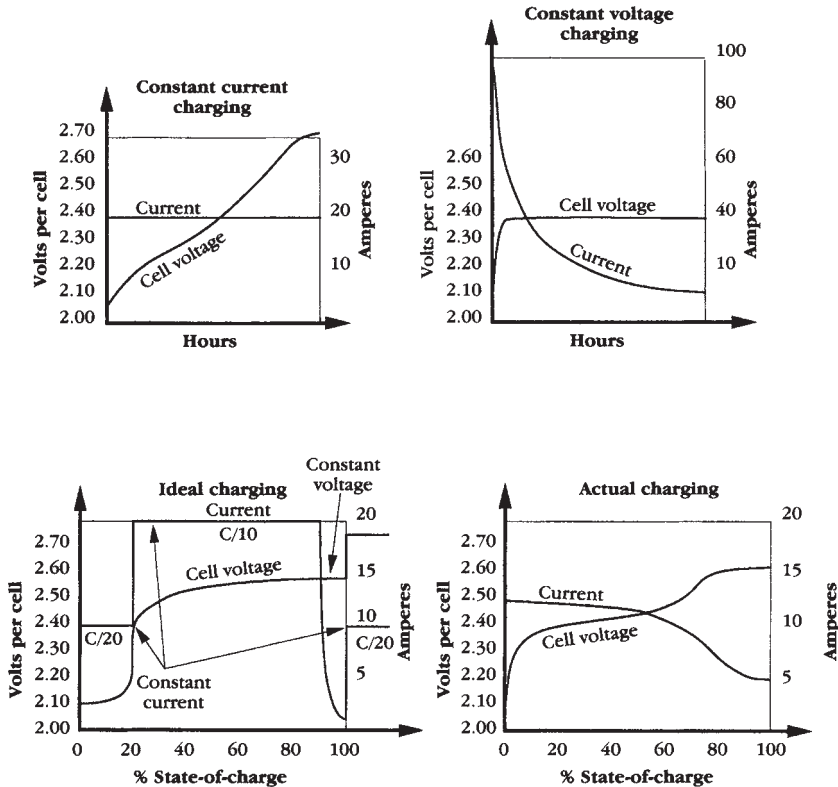 Constant current
charging
2.70
2.60
2.50
2.40
2.30
2.20
2.10
2.00
Volts per cell
Current
Cell voltage
30
20
10
Amperes
Hours
Constant voltage
charging
2.60
2.50
2.40
2.30
2.20
2.10
2.00
Volts per cell
Cell voltage
Current
100
80
60
40
10
Amperes
Hours
Ideal charging
Constant
voltage
Current
C/10
Cell voltage
C/20
Constant
current
C/20
2.70
2.60
2.50
2.40
2.30
2.20
2.10
2.00
Volts per cell
20
15
10
5
Amperes
0 20 40 60 80 100
% State-of-charge
Actual charging
2.70
2.60
2.50
2.40
2.30
2.20
2.10
2.00
Volts per cell
Current
Cell voltage
20
15
10
5
Amperes
0 20 40 60 80 100
% State-of-charge